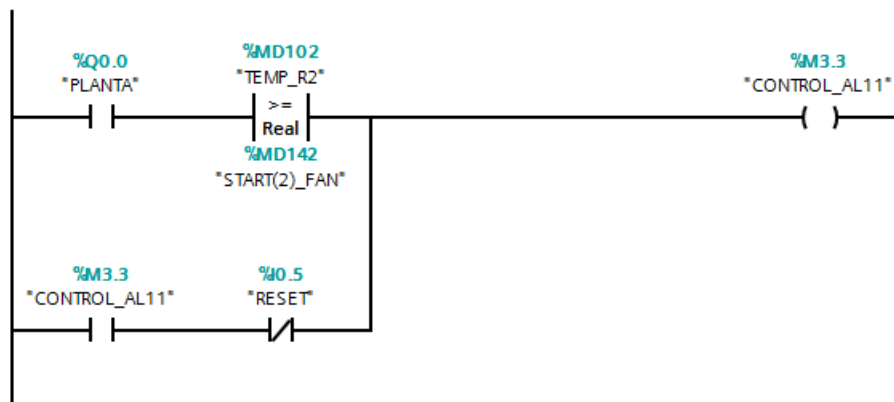 %Q0.0
"PLANTA"
%MD102
"TEMP_R2"
>=
Real
%MD142
"START(2)_FAN"
%M3.3
"CONTROL_AL11"
%M3.3
"CONTROL_AL11"
%I0.5
"RESET"